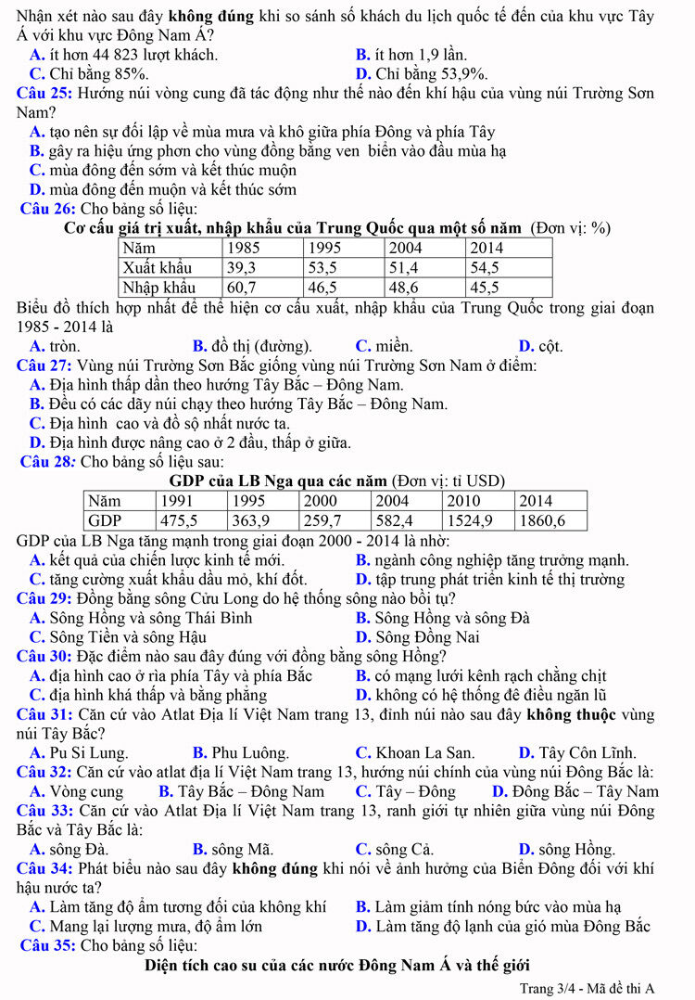 Nhận xét nào sau đây không đúng khi so sánh số khách du lịch quốc tế đến của khu vực Tây
Á với khu vực Đông Nam Á?
A. ít hơn 44 823 lượt khách. B. ít hơn 1,9 lần.
C. Chỉ bằng 85%. D. Chỉ bằng 53,9%.
Câu 25: Hướng núi vòng cung đã tác động như thế nào đến khí hậu của vùng núi Trường Sơn
Nam?
A. tạo nên sự đối lập về mùa mưa và khô giữa phía Đông và phía Tây
B. gây ra hiệu ứng phơn cho vùng đồng bằng ven biển vào đầu mùa hạ
C. mùa đông đến sớm và kết thúc muộn
D. mùa đông đến muộn và kết thúc sớm
Câu 26: Cho bảng số liệu:
Cơ cấu giá trị xuất, nhập khẩu của Trung Quốc qua một số năm (Đơn vị: %)
Năm 1985 1995 2004 2014
Xuất khẩu 39,3 53,5 51,4 54,5
Nhập khẩu 60,7 46,5 48,6 45,5
Biểu đồ thích hợp nhất để thể hiện cơ cấu xuất, nhập khẩu của Trung Quốc trong giai đoạn
1985 - 2014 là
A. tròn. B. đồ thị (đường). C. miền. D. cột.
Câu 27: Vùng núi Trường Sơn Bắc giống vùng núi Trường Sơn Nam ở điểm:
A. Địa hình thấp dần theo hướng Tây Bắc – Đông Nam.
B. Đều có các dãy núi chạy theo hướng Tây Bắc – Đông Nam.
C. Địa hình cao và đồ sộ nhất nước ta.
D. Địa hình được nâng cao ở 2 đầu, thấp ở giữa.
Câu 28: Cho bảng số liệu sau:
GDP của LB Nga qua các năm (Đơn vị: tỉ USD)
Năm 1991 1995 2000 2004 2010 2014
GDP 475,5 363,9 259,7 582,4 1524,9 1860,6
GDP của LB Nga tăng mạnh trong giai đoạn 2000 - 2014 là nhờ:
A. kết quả của chiến lược kinh tế mới. B. ngành công nghiệp tăng trưởng mạnh.
C. tăng cường xuất khẩu dầu mỏ, khí đốt. D. tập trung phát triển kinh tế thị trường
Câu 29: Đồng bằng sông Cửu Long do hệ thống sông nào bồi tụ?
A. Sông Hồng và sông Thái Bình B. Sông Hồng và sông Đà
C. Sông Tiền và sông Hậu D. Sông Đồng Nai
Câu 30: Đặc điểm nào sau đây đúng với đồng bằng sông Hồng?
A. địa hình cao ở rìa phía Tây và phía Bắc B. có mạng lưới kênh rạch chằng chịt
C. địa hình khá thấp và bằng phẳng D. không có hệ thống đê điều ngăn lũ
Câu 31: Căn cứ vào Atlat Địa lí Việt Nam trang 13, đỉnh núi nào sau đây không thuộc vùng
núi Tây Bắc?
A. Pu Si Lung. B. Phu Luông. C. Khoan La San. D. Tây Côn Lĩnh.
Câu 32: Căn cứ vào atlat địa lí Việt Nam trang 13, hướng núi chính của vùng núi Đông Bắc là:
A. Vòng cung B. Tây Bắc – Đông Nam C. Tây – Đông D. Đông Bắc – Tây Nam
Câu 33: Căn cứ vào Atlat Địa lí Việt Nam trang 13, ranh giới tự nhiên giữa vùng núi Đông
Bắc và Tây Bắc là:
A. sông Đà. B. sông Mã. C. sông Cả. D. sông Hồng.
Câu 34: Phát biểu nào sau đây không đúng khi nói về ảnh hưởng của Biển Đông đối với khí
hậu nước ta?
A. Làm tăng độ ẩm tương đối của không khí B. Làm giảm tính nóng bức vào mùa hạ
C. Mang lại lượng mưa, độ ẩm lớn D. Làm tăng độ lạnh của gió mùa Đông Bắc
Câu 35: Cho bảng số liệu:
Diện tích cao su của các nước Đông Nam Á và thế giới
Trang 3/4 - Mã đề thi A